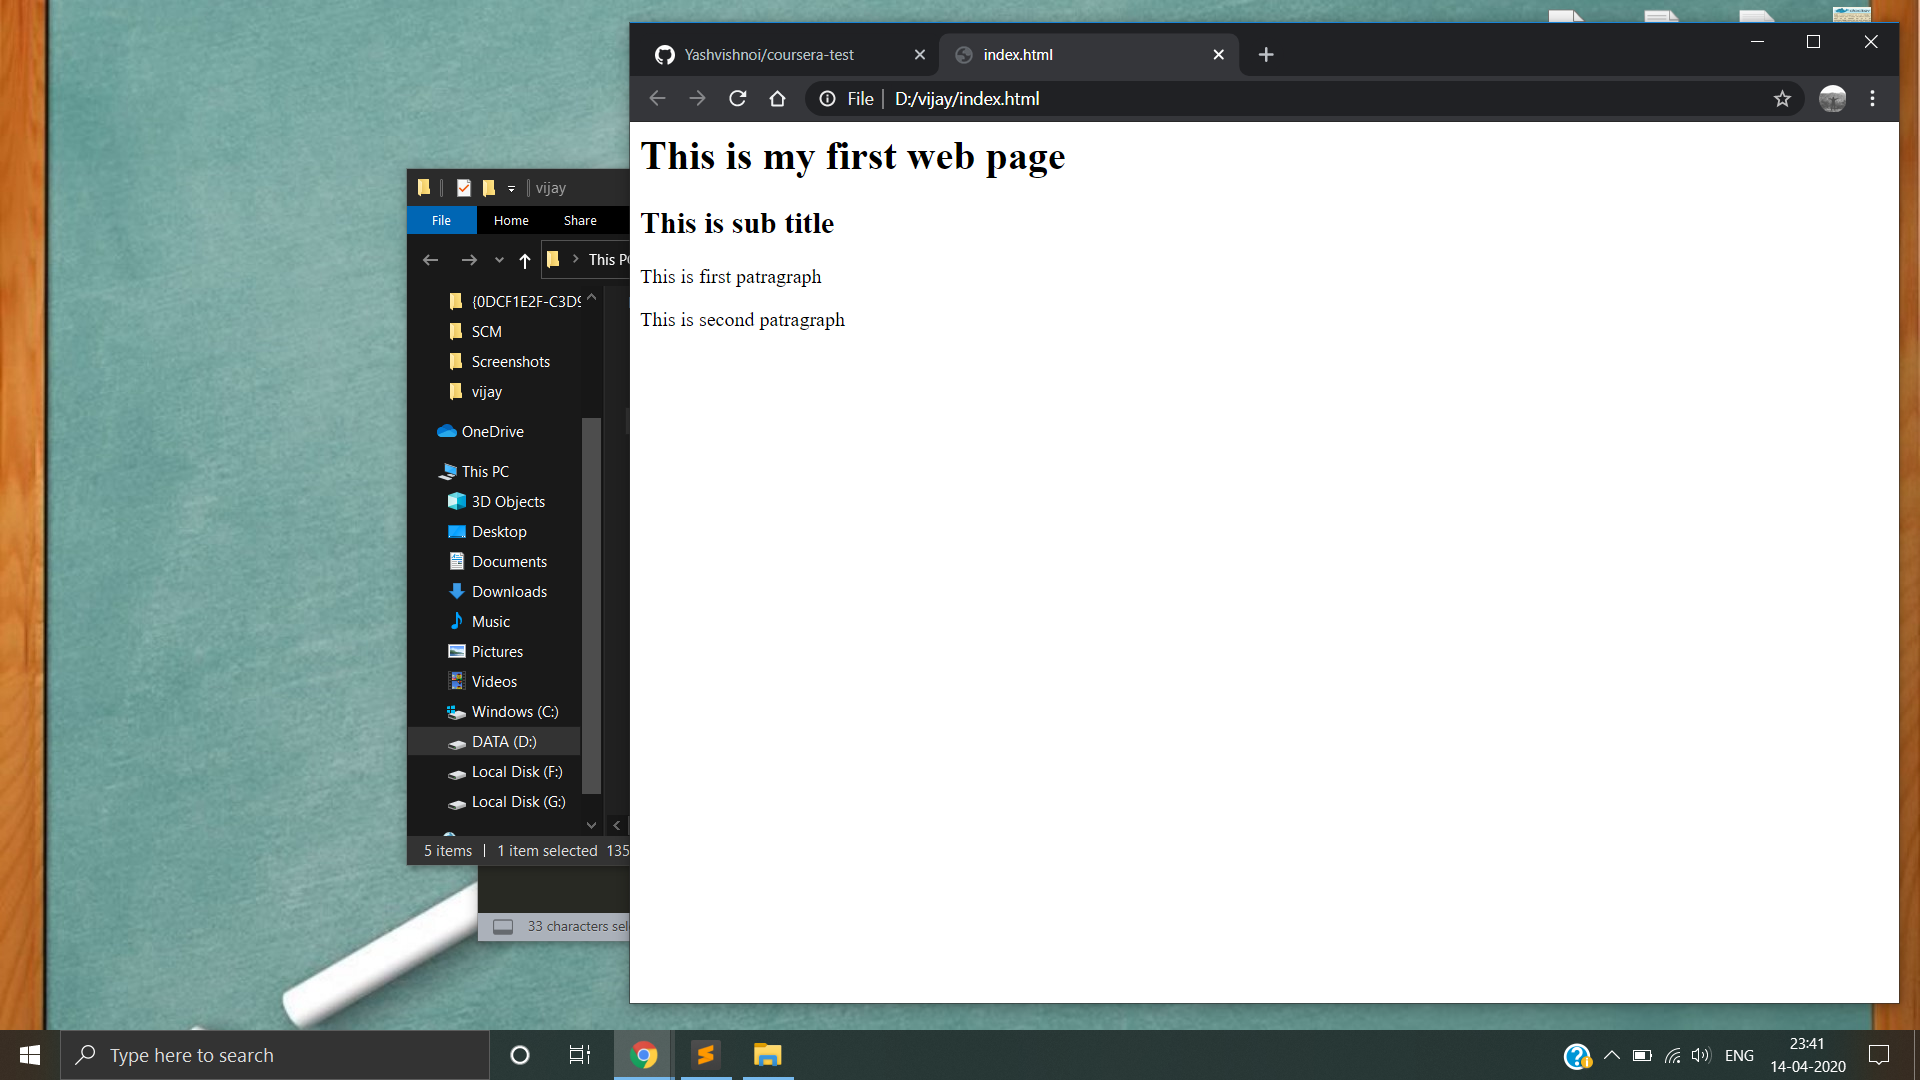 Yashvishnoi/coursera-test
index.html
File
D:/vijay/index.html
This is my first web page
This is sub title
This is first patragraph
This is second patragraph
vijay
File Home Share
This
{0DCF1E2F-C3D9
SCM
Screenshots
vijay
OneDrive
This PC
3D Objects
Desktop
Documents
Downloads
Music
Pictures
Videos
Windows (C:)
DATA (D:)
Local Disk (F:)
Local Disk (G:)
5 items 1 item selected 135
33 characters sel
Type here to search
ENG
23:41
14-04-2020